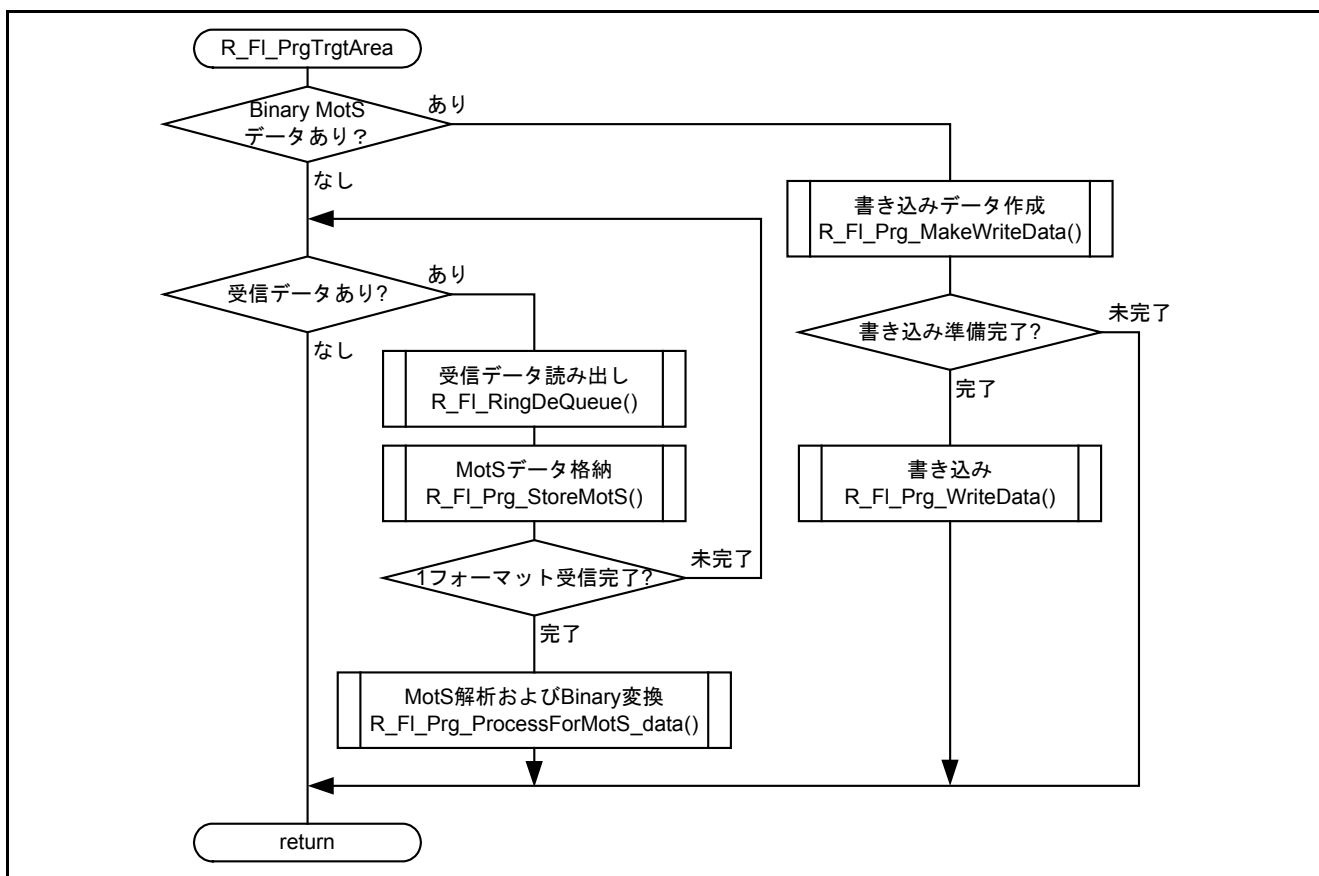 R_Fl_PrgTrgtArea
Binary MotS
データあり？
あり
なし
書き込みデータ作成
R_Fl_Prg_MakeWriteData()
受信データあり?
あり
なし
書き込み準備完了?
未完了
完了
受信データ読み出し
R_Fl_RingDeQueue()
MotSデータ格納
R_Fl_Prg_StoreMotS()
書き込み
R_Fl_Prg_WriteData()
1フォーマット受信完了?
未完了
完了
MotS解析およびBinary変換
R_Fl_Prg_ProcessForMotS_data()
return